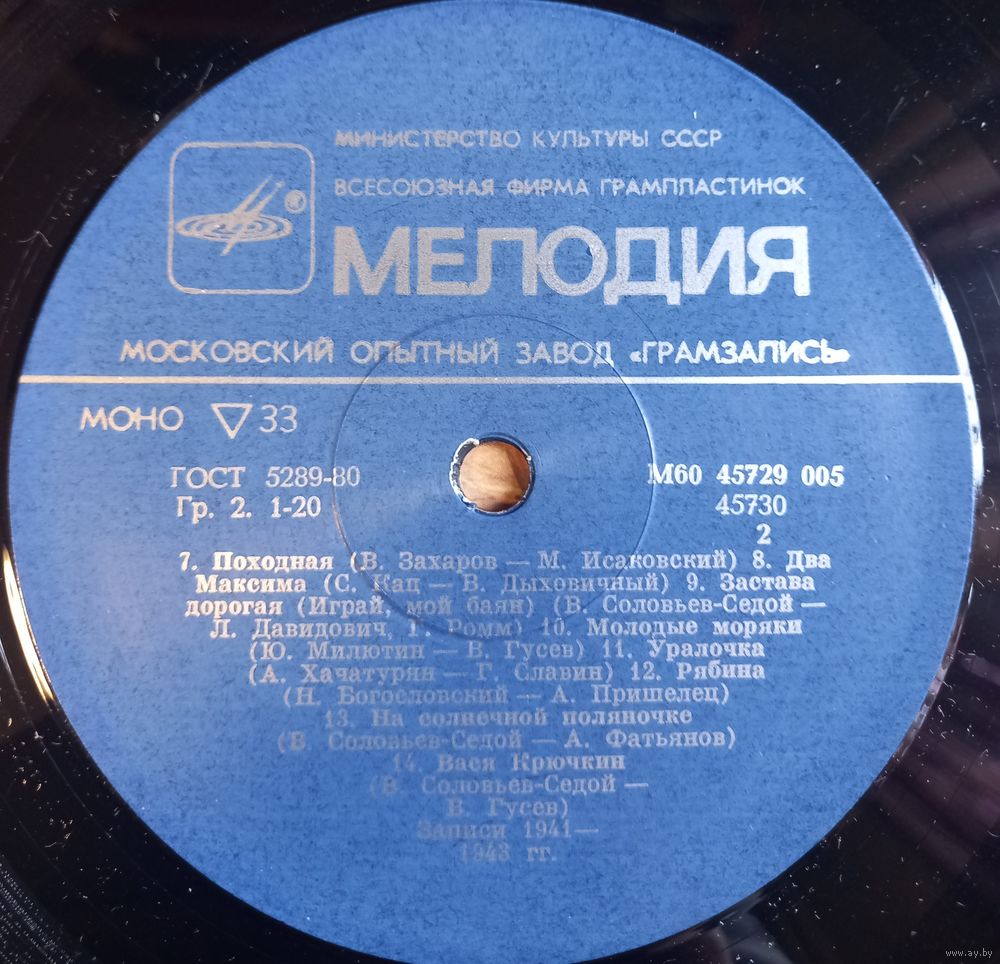 МИНИСТЕРСТВО КУЛЬТУРЫ СССР
ВСЕСОЮЗНАЯ ФИРМА ГРАМПЛАСТИНОК
®
МЕЛОДИЯ
МОСКОВСКИЙ ОПЫТНЫЙ ЗАВОД «ГРАМЗАПИСЬ»
МОНО ▽ 33
ГОСТ 5289-80
Гр. 2. 1-20
М60 45729 005
45730
2
7. Походная (В. Захаров — М. Исаковский) 8. Два
Максима (С. Кац — В. Дыховичный) 9. Застава
дорогая (Играй, мой баян) (В. Соловьев-Седой —
Л. Давидович, Г. Ромм) 10. Молодые моряки
(Ю. Милютин — В. Гусев) 11. Уралочка
(А. Хачатурян — Г. Славин) 12. Рябина
(Н. Богословский — А. Пришелец)
13. На солнечной поляночке
(В. Соловьев-Седой — А. Фатьянов)
14. Вася Крючкин
(В. Соловьев-Седой —
В. Гусев)
Записи 1941—
1943 гг.
www.ay.by